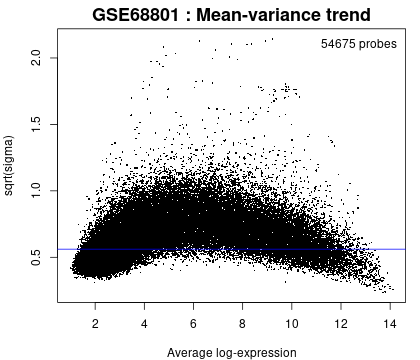 GSE68801 : Mean-variance trend
54675 probes
sqrt(sigma)
2.0
1.5
1.0
0.5
2 4 6 8 10 12 14
Average log-expression